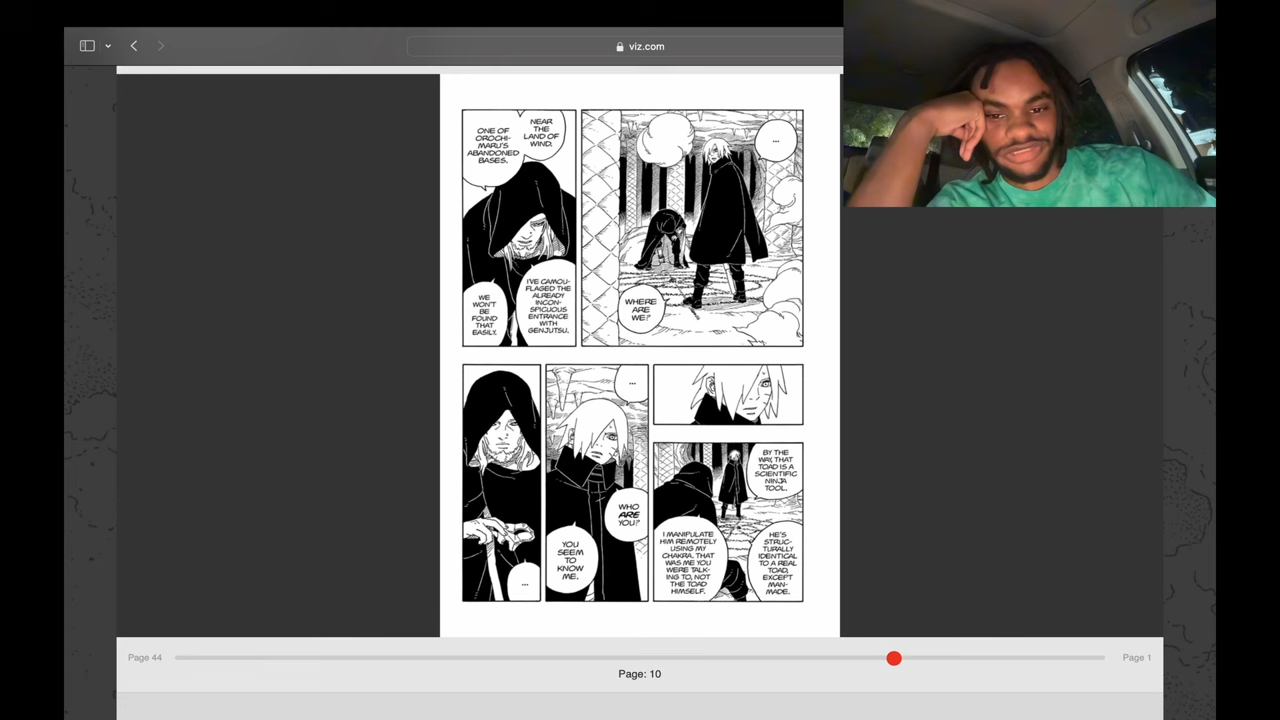 viz.com
...
WHERE
ARE
WE?
NEAR
THE
LAND OF
WIND.
ONE OF
OROCHI-
MARU'S
ABANDONED
BASES.
I'VE CAMOU-
FLAGED THE
ALREADY
INCON-
SPICUOUS
ENTRANCE
WITH
GENJUTSU.
WE
WON'T
BE
FOUND
THAT
EASILY.
BY THE
WAY, THAT
TOAD IS A
SCIENTIFIC
NINJA
TOOL.
HE'S
STRUC-
TURALLY
IDENTICAL
TO A REAL
TOAD,
EXCEPT
MAN-
MADE.
I MANIPULATE
HIM REMOTELY
USING MY
CHAKRA. THAT
WAS ME YOU
WERE TALK-
ING TO, NOT
THE TOAD
HIMSELF.
...
WHO
ARE
YOU?
YOU
SEEM
TO
KNOW
ME.
...
Page 44
Page 1
Page: 10